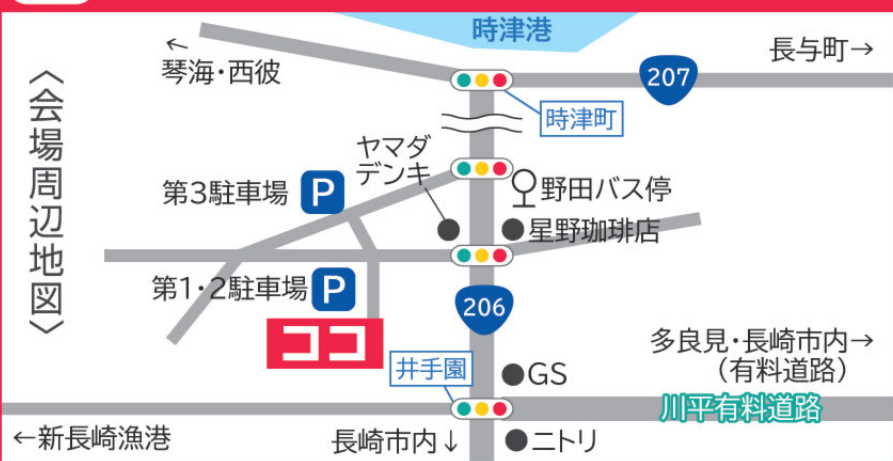 時津港
←
琴海・西彼
長与町→
207
〈会場周辺地図〉
時津町
ヤマダ
デンキ
第3駐車場
P
野田バス停
星野珈琲店
第1・2駐車場
P
206
ココ
多良見・長崎市内→
（有料道路）
井手園
GS
川平有料道路
←新長崎漁港
長崎市内↓
ニトリ